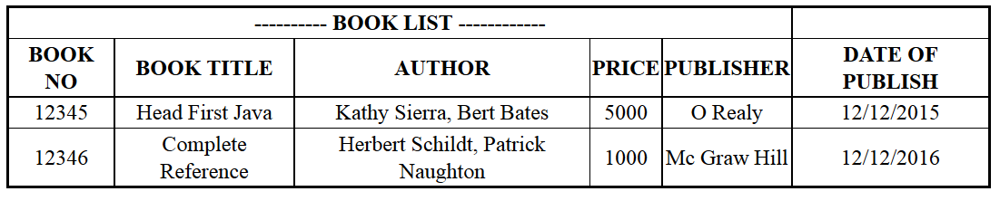 ---------- BOOK LIST ------------
BOOK NO BOOK TITLE AUTHOR PRICE PUBLISHER DATE OF PUBLISH
12345 Head First Java Kathy Sierra, Bert Bates 5000 O Realy 12/12/2015
12346 Complete Reference Herbert Schildt, Patrick Naughton 1000 Mc Graw Hill 12/12/2016